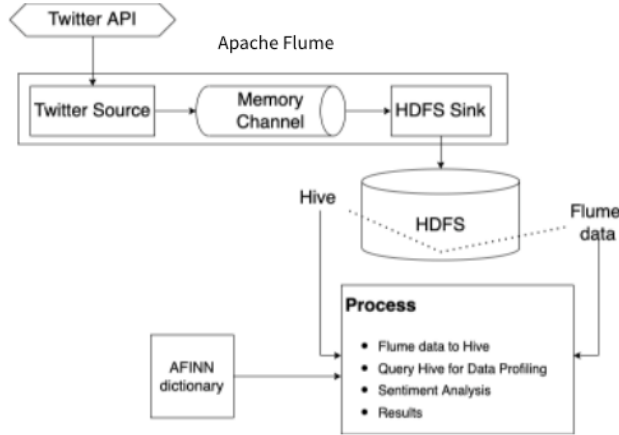 Twitter API
Apache Flume
Twitter Source
Memory
Channel
HDFS Sink
Hive
HDFS
Flume
data
Process
Flume data to Hive
Query Hive for Data Profiling
Sentiment Analysis
Results
AFINN
dictionary